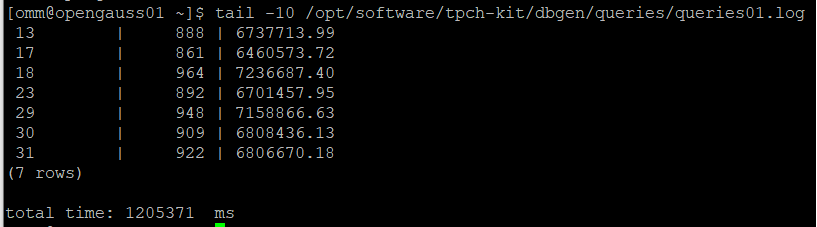 [omm@opengauss01 ~]$ tail -10 /opt/software/tpch-kit/dbgen/queries/queries01.log
 13         |     888 | 6737713.99
 17         |     861 | 6460573.72
 18         |     964 | 7236687.40
 23         |     892 | 6701457.95
 29         |     948 | 7158866.63
 30         |     909 | 6808436.13
 31         |     922 | 6806670.18
(7 rows)

total time: 1205371  ms